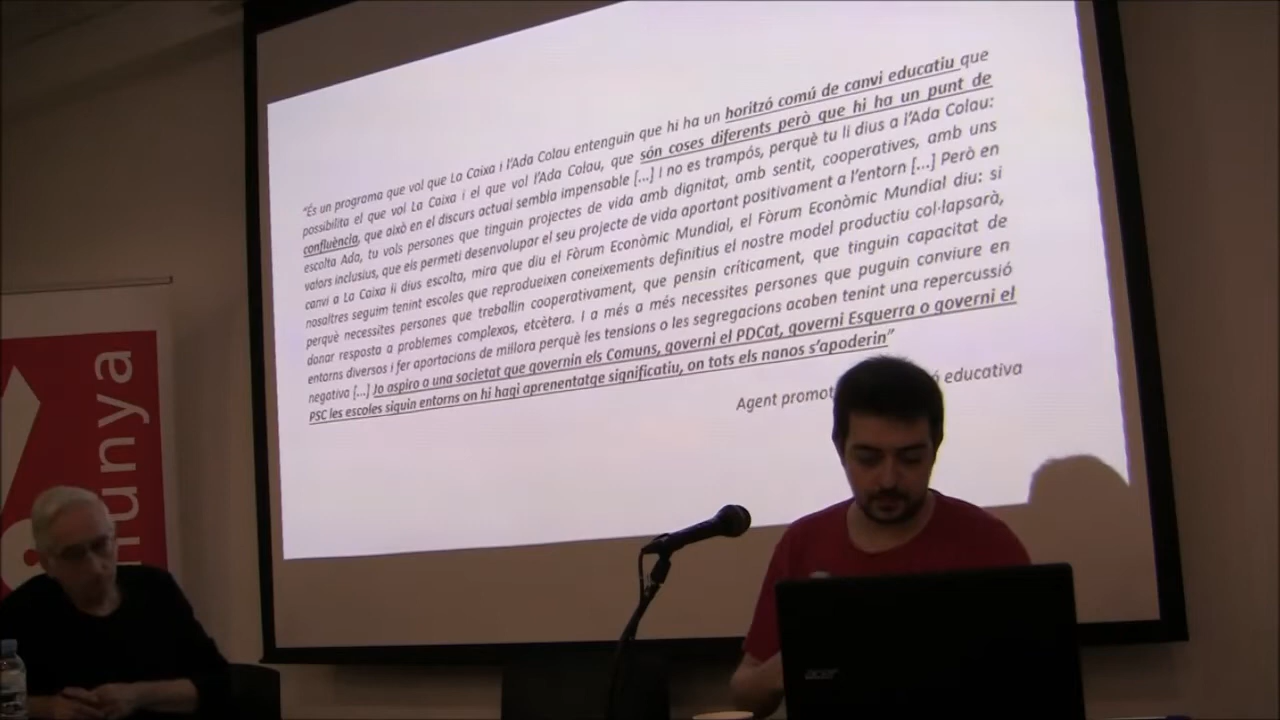 "És un programa que vol que La Caixa i l'Ada Colau entenguin que hi ha un horitzó comú de canvi educatiu que
possibilita el que vol La Caixa i el que vol l'Ada Colau, que són coses diferents però que hi ha un punt de
confluència, que això en el discurs actual sembla impensable [...] I no es trampós, perquè tu li dius a l'Ada Colau:
escolta Ada, tu vols persones que tinguin projectes de vida amb dignitat, amb sentit, cooperatives, amb uns
valors inclusius, que els permeti desenvolupar el seu projecte de vida aportant positivament a l'entorn [...] Però en
canvi a La Caixa li dius escolta, mira que diu el Fòrum Econòmic Mundial, el Fòrum Econòmic Mundial diu: si
nosaltres seguim tenint escoles que reprodueixen coneixements definitius el nostre model productiu col·lapsarà,
perquè necessites persones que treballin cooperativament, que pensin críticament, que tinguin capacitat de
donar resposta a problemes complexos, etcètera. I a més a més necessites persones que puguin conviure en
entorns diversos i fer aportacions de millora perquè les tensions o les segregacions acaben tenint una repercussió
negativa [...] Jo aspiro a una societat que governin els Comuns, governi el PDCat, governi Esquerra o governi el
PSC les escoles siguin entorns on hi hagi aprenentatge significatiu, on tots els nanos s'apoderin"
Agent promot ó educativa
unya
acer